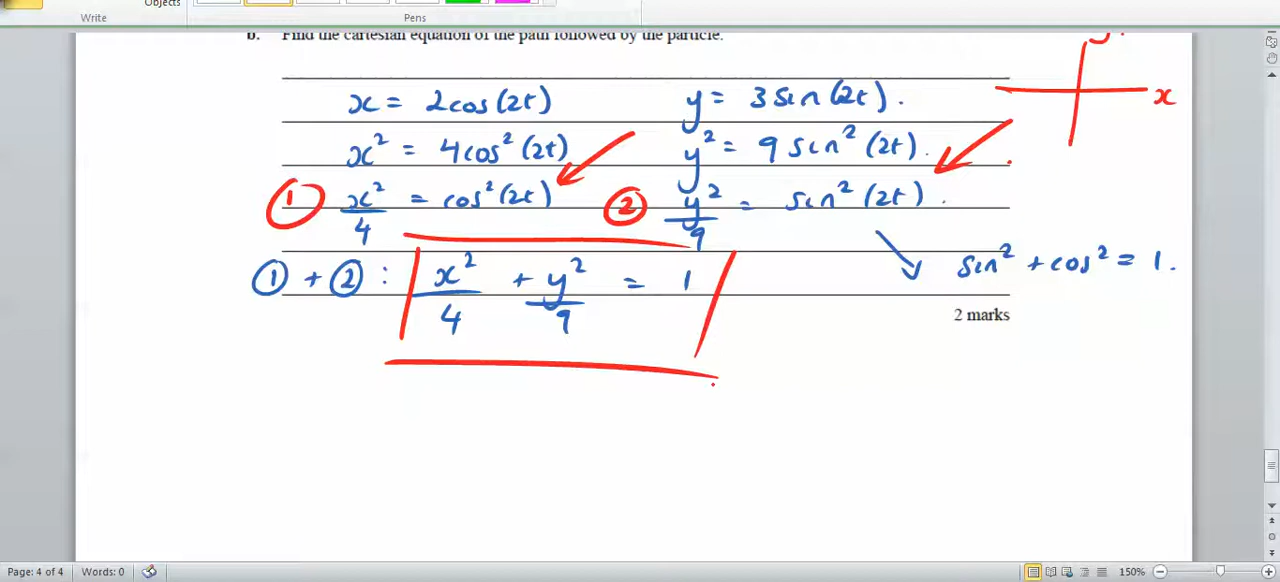 Objects
Write
Pens
b. Find the cartesian equation of the path followed by the particle.
x = 2cos(2t) y = 3sin(2t).
x² = 4cos²(2t) y² = 9 sin²(2t).
① x²/4 = cos²(2t) ② y²/9 = sin²(2t).
① + ② : x²/4 + y²/9 = 1
sin² + cos² = 1.
2 marks
x
Page: 4 of 4 Words: 0 150%